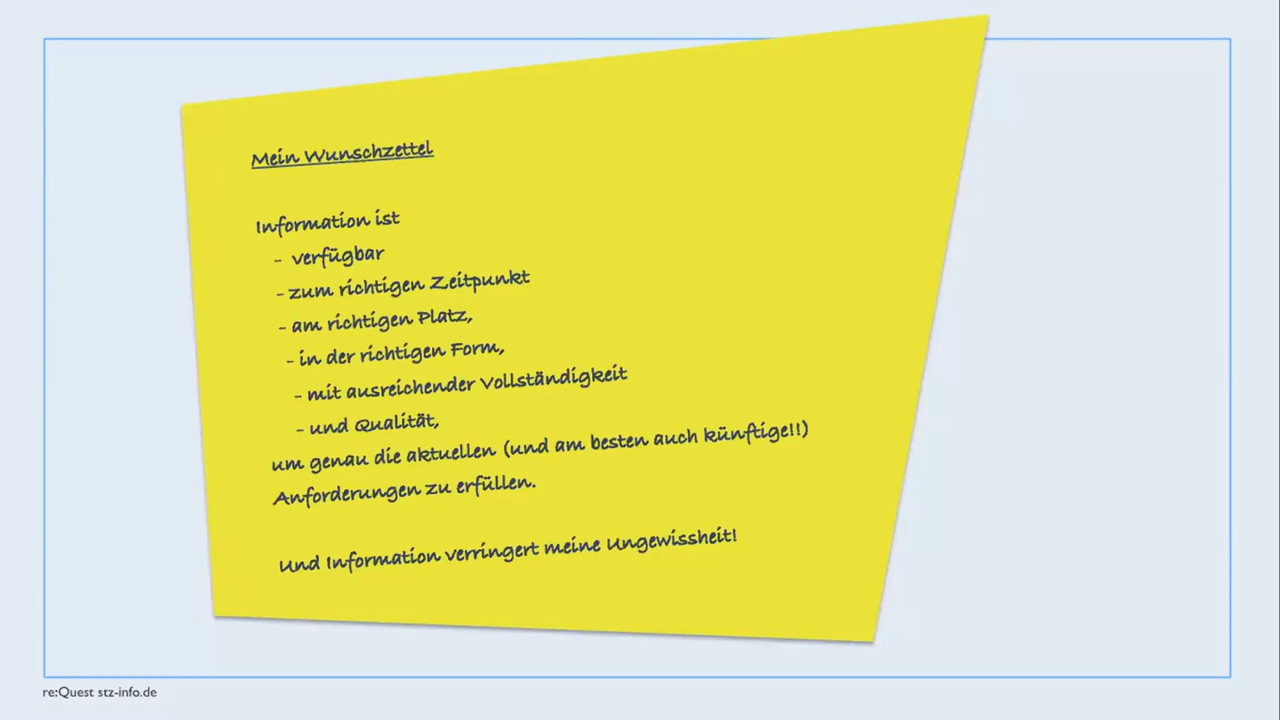 Mein Wunschzettel
Information ist
- verfügbar
- zum richtigen Zeitpunkt
- am richtigen Platz,
- in der richtigen Form,
- mit ausreichender Vollständigkeit
- und Qualität,
um genau die aktuellen (und am besten auch künftige!!)
Anforderungen zu erfüllen.
Und Information verringert meine Ungewissheit!
re:Quest stz-info.de